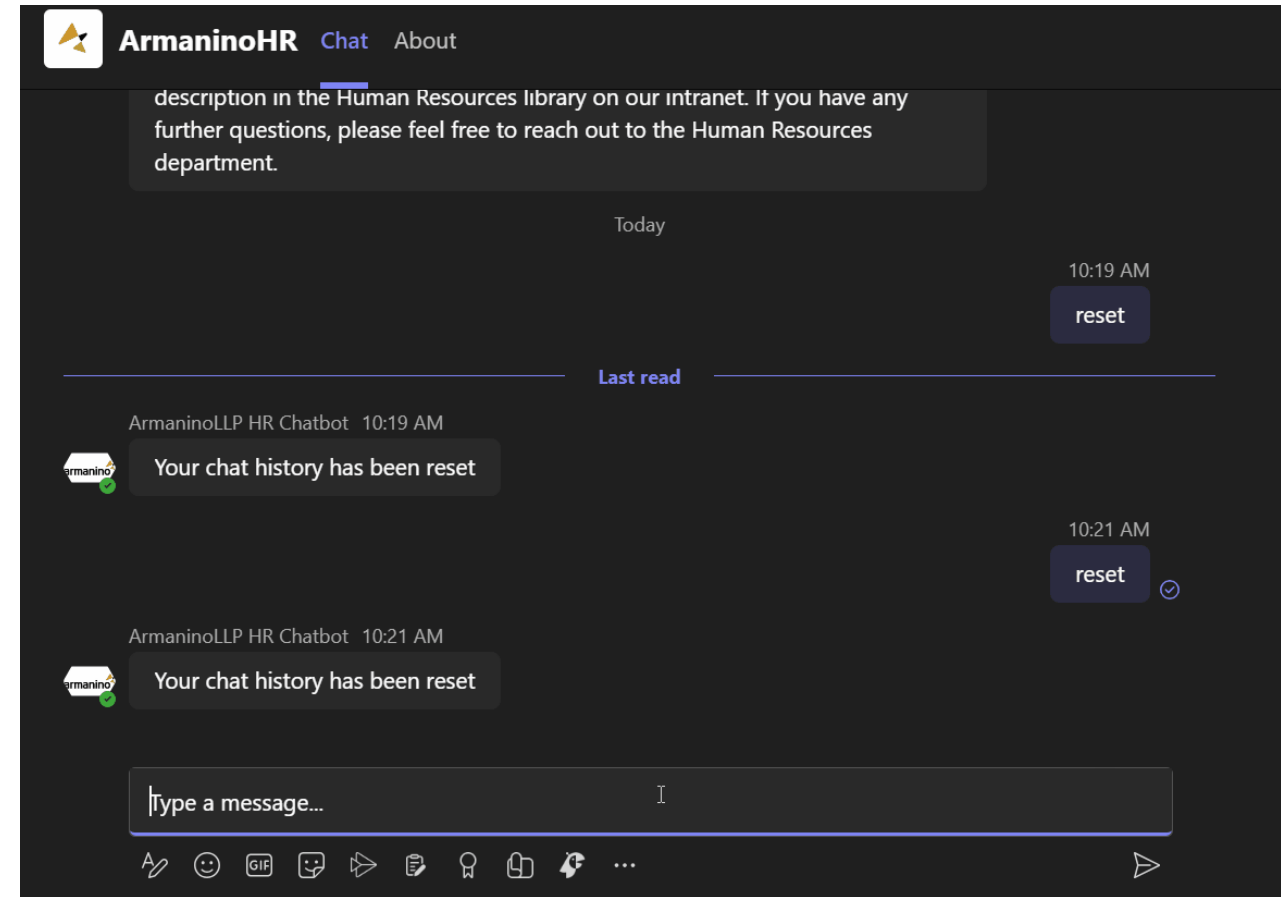 ArmaninoHR Chat About
description in the Human Resources library on our intranet. If you have any
further questions, please feel free to reach out to the Human Resources
department.
Today
10:19 AM
reset
Last read
ArmaninoLLP HR Chatbot 10:19 AM
armanino
Your chat history has been reset
10:21 AM
reset
ArmaninoLLP HR Chatbot 10:21 AM
armanino
Your chat history has been reset
Type a message...
GIF